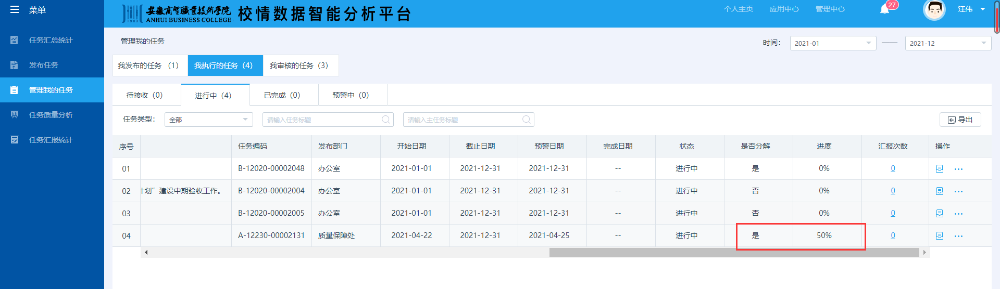 菜单
安徽商贸职业技术学院
ANHUI BUSINESS COLLEGE
校情数据智能分析平台
个人主页 应用中心 管理中心 27 汪伟
任务汇总统计
发布任务
管理我的任务
任务质量分析
任务汇报统计
管理我的任务
时间： 2021-01 —— 2021-12
我发布的任务 （1） 我执行的任务（4） 我审核的任务（3）
待接收（0） 进行中（4） 已完成（0） 预警中（0）
任务类型： 全部 请输入任务标题 请输入主任务标题 导出
序号 任务编码 发布部门 开始日期 截止日期 预警日期 完成日期 状态 是否分解 进度 汇报次数 操作
01 B-12020-00002048 办公室 2021-01-01 2021-12-31 2021-12-31 -- 进行中 是 0% 0 ...
02 计划”建设中期验收工作。 B-12020-00002004 办公室 2021-01-01 2021-12-31 2021-12-31 -- 进行中 否 0% 0 ...
03 B-12020-00002005 办公室 2021-01-01 2021-12-31 2021-12-31 -- 进行中 否 0% 0 ...
04 A-12230-00002131 质量保障处 2021-04-22 2021-12-31 2021-04-25 -- 进行中 是 50% 0 ...